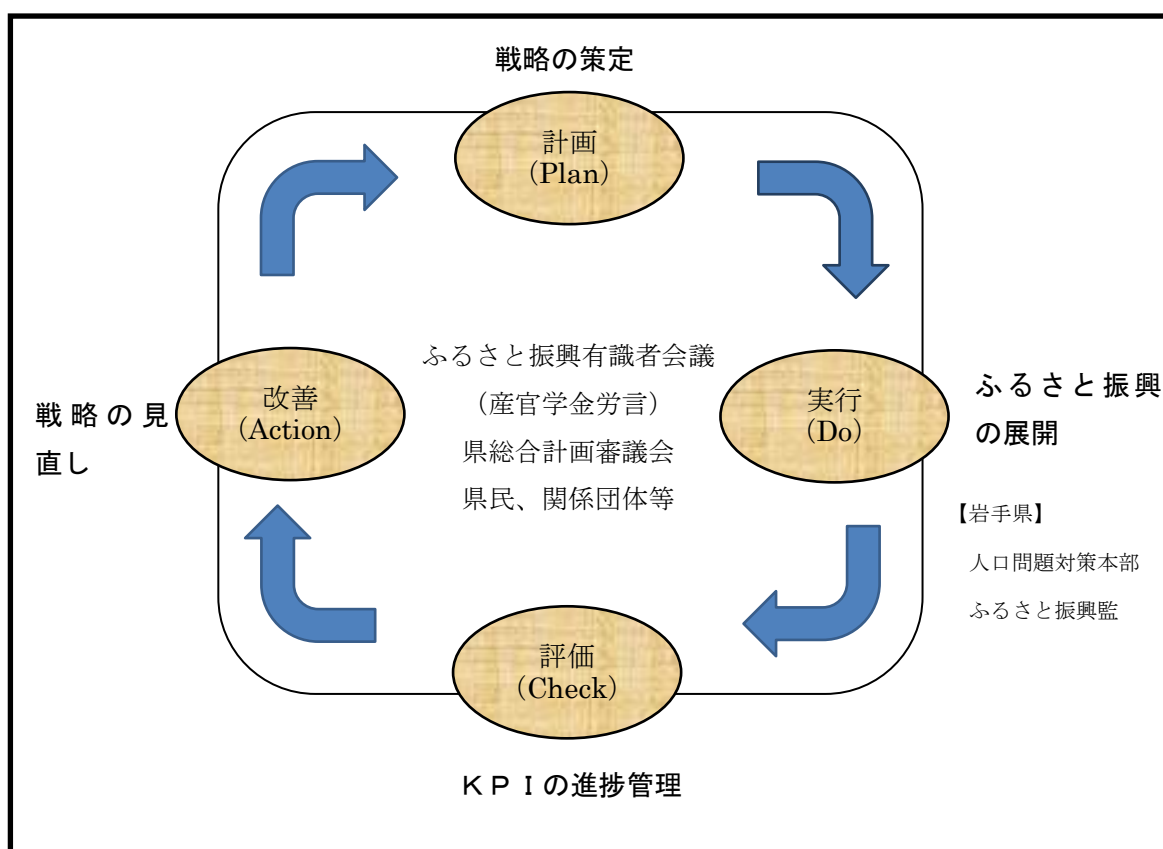 戦略の策定
計画
（Plan）
ふるさと振興有識者会議
（産官学金労言）
県総合計画審議会
県民、関係団体等
改善
（Action）
戦略の見
直し
実行
（Do）
ふるさと振興
の展開
【岩手県】
人口問題対策本部
ふるさと振興監
評価
（Check）
ＫＰＩの進捗管理